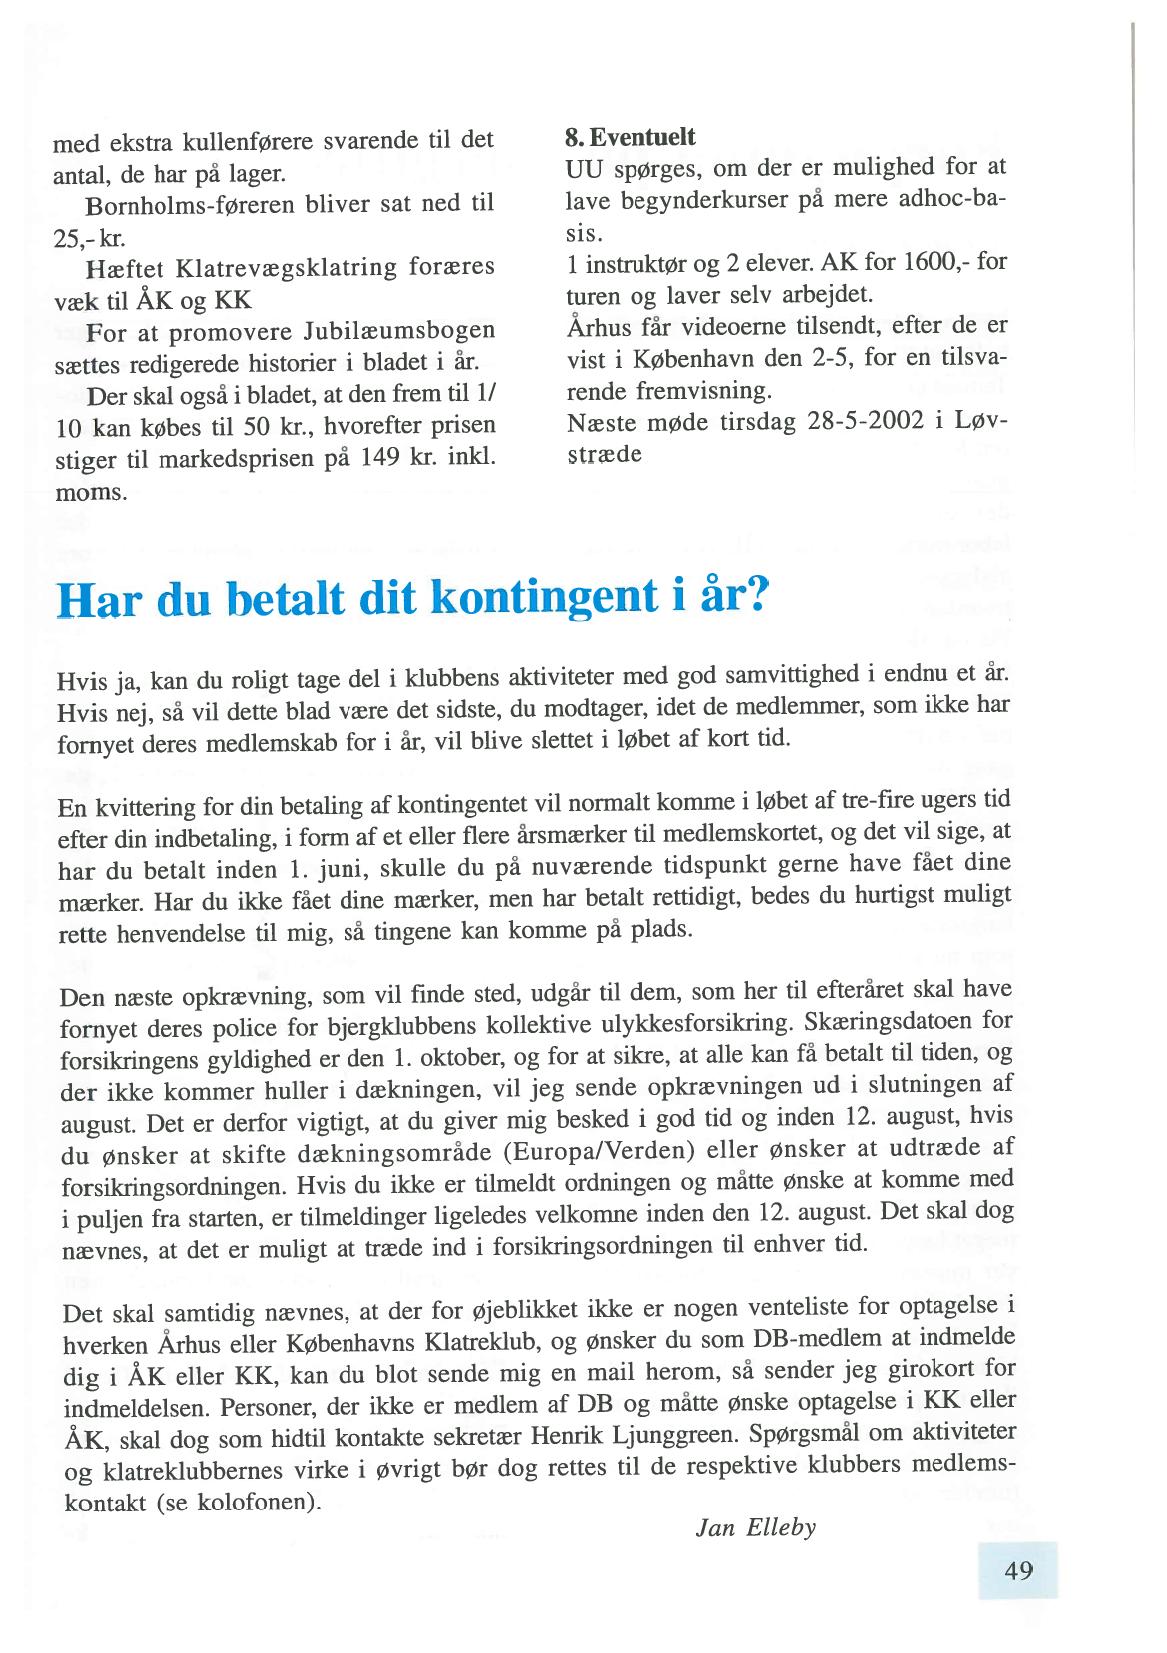 med ekstra kullenførere svarende til det
antal, de har på lager.
Bornholms-føreren bliver sat ned til
25,- kr.
Hæftet Klatrevægsklatring foræres
væk til ÅK og KK
For at promovere Jubilæumsbogen
sættes redigerede historier i bladet i år.
Der skal også i bladet, at den frem til 1/
10 kan købes til 50 kr., hvorefter prisen
stiger til markedsprisen på 149 kr. inkl.
moms.
8. Eventuelt
UU spørges, om der er mulighed for at
lave begynderkurser på mere adhoc-ba-
sis.
1 instruktør og 2 elever. AK for 1600,- for
turen og laver selv arbejdet.
Århus får videoerne tilsendt, efter de er
vist i København den 2-5, for en tilsva-
rende fremvisning.
Næste møde tirsdag 28-5-2002 i Løv-
stræde
Har du betalt dit kontingent i år?
Hvis ja, kan du roligt tage del i klubbens aktiviteter med god samvittighed i endnu et år.
Hvis nej, så vil dette blad være det sidste, du modtager, idet de medlemmer, som ikke har
fornyet deres medlemskab for i år, vil blive slettet i løbet af kort tid.
En kvittering for din betaling af kontingentet vil normalt komme i løbet af tre-fire ugers tid
efter din indbetaling, i form af et eller flere årsmærker til medlemskortet, og det vil sige, at
har du betalt inden 1. juni, skulle du på nuværende tidspunkt gerne have fået dine
mærker. Har du ikke fået dine mærker, men har betalt rettidigt, bedes du hurtigst muligt
rette henvendelse til mig, så tingene kan komme på plads.
Den næste opkrævning, som vil finde sted, udgår til dem, som her til efteråret skal have
fornyet deres police for bjergklubbens kollektive ulykkesforsikring. Skæringsdatoen for
forsikringens gyldighed er den 1. oktober, og for at sikre, at alle kan få betalt til tiden, og
der ikke kommer huller i dækningen, vil jeg sende opkrævningen ud i slutningen af
august. Det er derfor vigtigt, at du giver mig besked i god tid og inden 12. august, hvis
du ønsker at skifte dækningsområde (Europa/Verden) eller ønsker at udtræde af
forsikringsordningen. Hvis du ikke er tilmeldt ordningen og måtte ønske at komme med
i puljen fra starten, er tilmeldinger ligeledes velkomne inden den 12. august. Det skal dog
nævnes, at det er muligt at træde ind i forsikringsordningen til enhver tid.
Det skal samtidig nævnes, at der for øjeblikket ikke er nogen venteliste for optagelse i
hverken Århus eller Københavns Klatreklub, og ønsker du som DB-medlem at indmelde
dig i ÅK eller KK, kan du blot sende mig en mail herom, så sender jeg girokort for
indmeldelsen. Personer, der ikke er medlem af DB og måtte ønske optagelse i KK eller
ÅK, skal dog som hidtil kontakte sekretær Henrik Ljunggreen. Spørgsmål om aktiviteter
og klatreklubbernes virke i øvrigt bør dog rettes til de respektive klubbers medlems-
kontakt (se kolofonen).
Jan Elleby
49